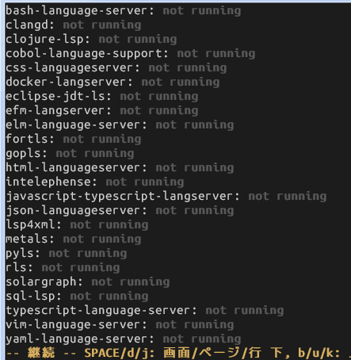 bash-language-server: not running
clangd: not running
clojure-lsp: not running
cobol-language-support: not running
css-languageserver: not running
docker-langserver: not running
eclipse-jdt-ls: not running
efm-langserver: not running
elm-language-server: not running
fortls: not running
gopls: not running
html-languageserver: not running
intelephense: not running
javascript-typescript-langserver: not running
json-languageserver: not running
lsp4xml: not running
metals: not running
pyls: not running
rls: not running
solargraph: not running
sql-lsp: not running
typescript-language-server: not running
vim-language-server: not running
yaml-language-server: not running
-- 継続 -- SPACE/d/j: 画面/ページ/行 下, b/u/k: